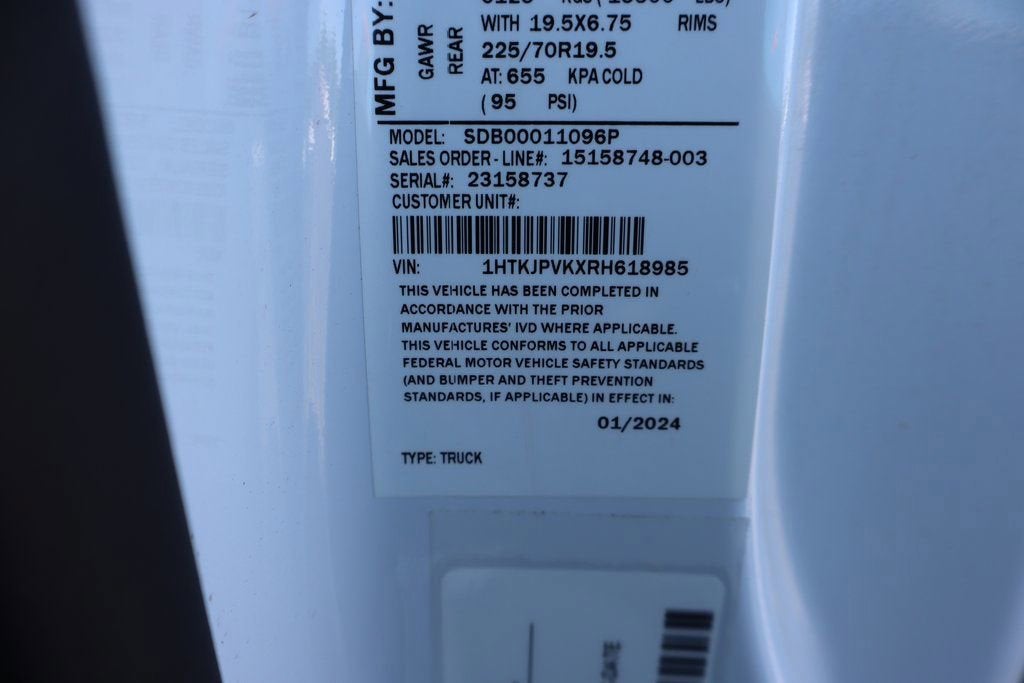 MFG BY:
GAWR
REAR
WITH 19.5X6.75 RIMS
225/70R19.5
AT: 655 KPA COLD
( 95 PSI)
MODEL: SDB00011096P
SALES ORDER - LINE#: 15158748-003
SERIAL#: 23158737
CUSTOMER UNIT#:
VIN: 1HTKJPVKXRH618985
THIS VEHICLE HAS BEEN COMPLETED IN
ACCORDANCE WITH THE PRIOR
MANUFACTURES' IVD WHERE APPLICABLE.
THIS VEHICLE CONFORMS TO ALL APPLICABLE
FEDERAL MOTOR VEHICLE SAFETY STANDARDS
(AND BUMPER AND THEFT PREVENTION
STANDARDS, IF APPLICABLE) IN EFFECT IN:
01/2024
TYPE: TRUCK